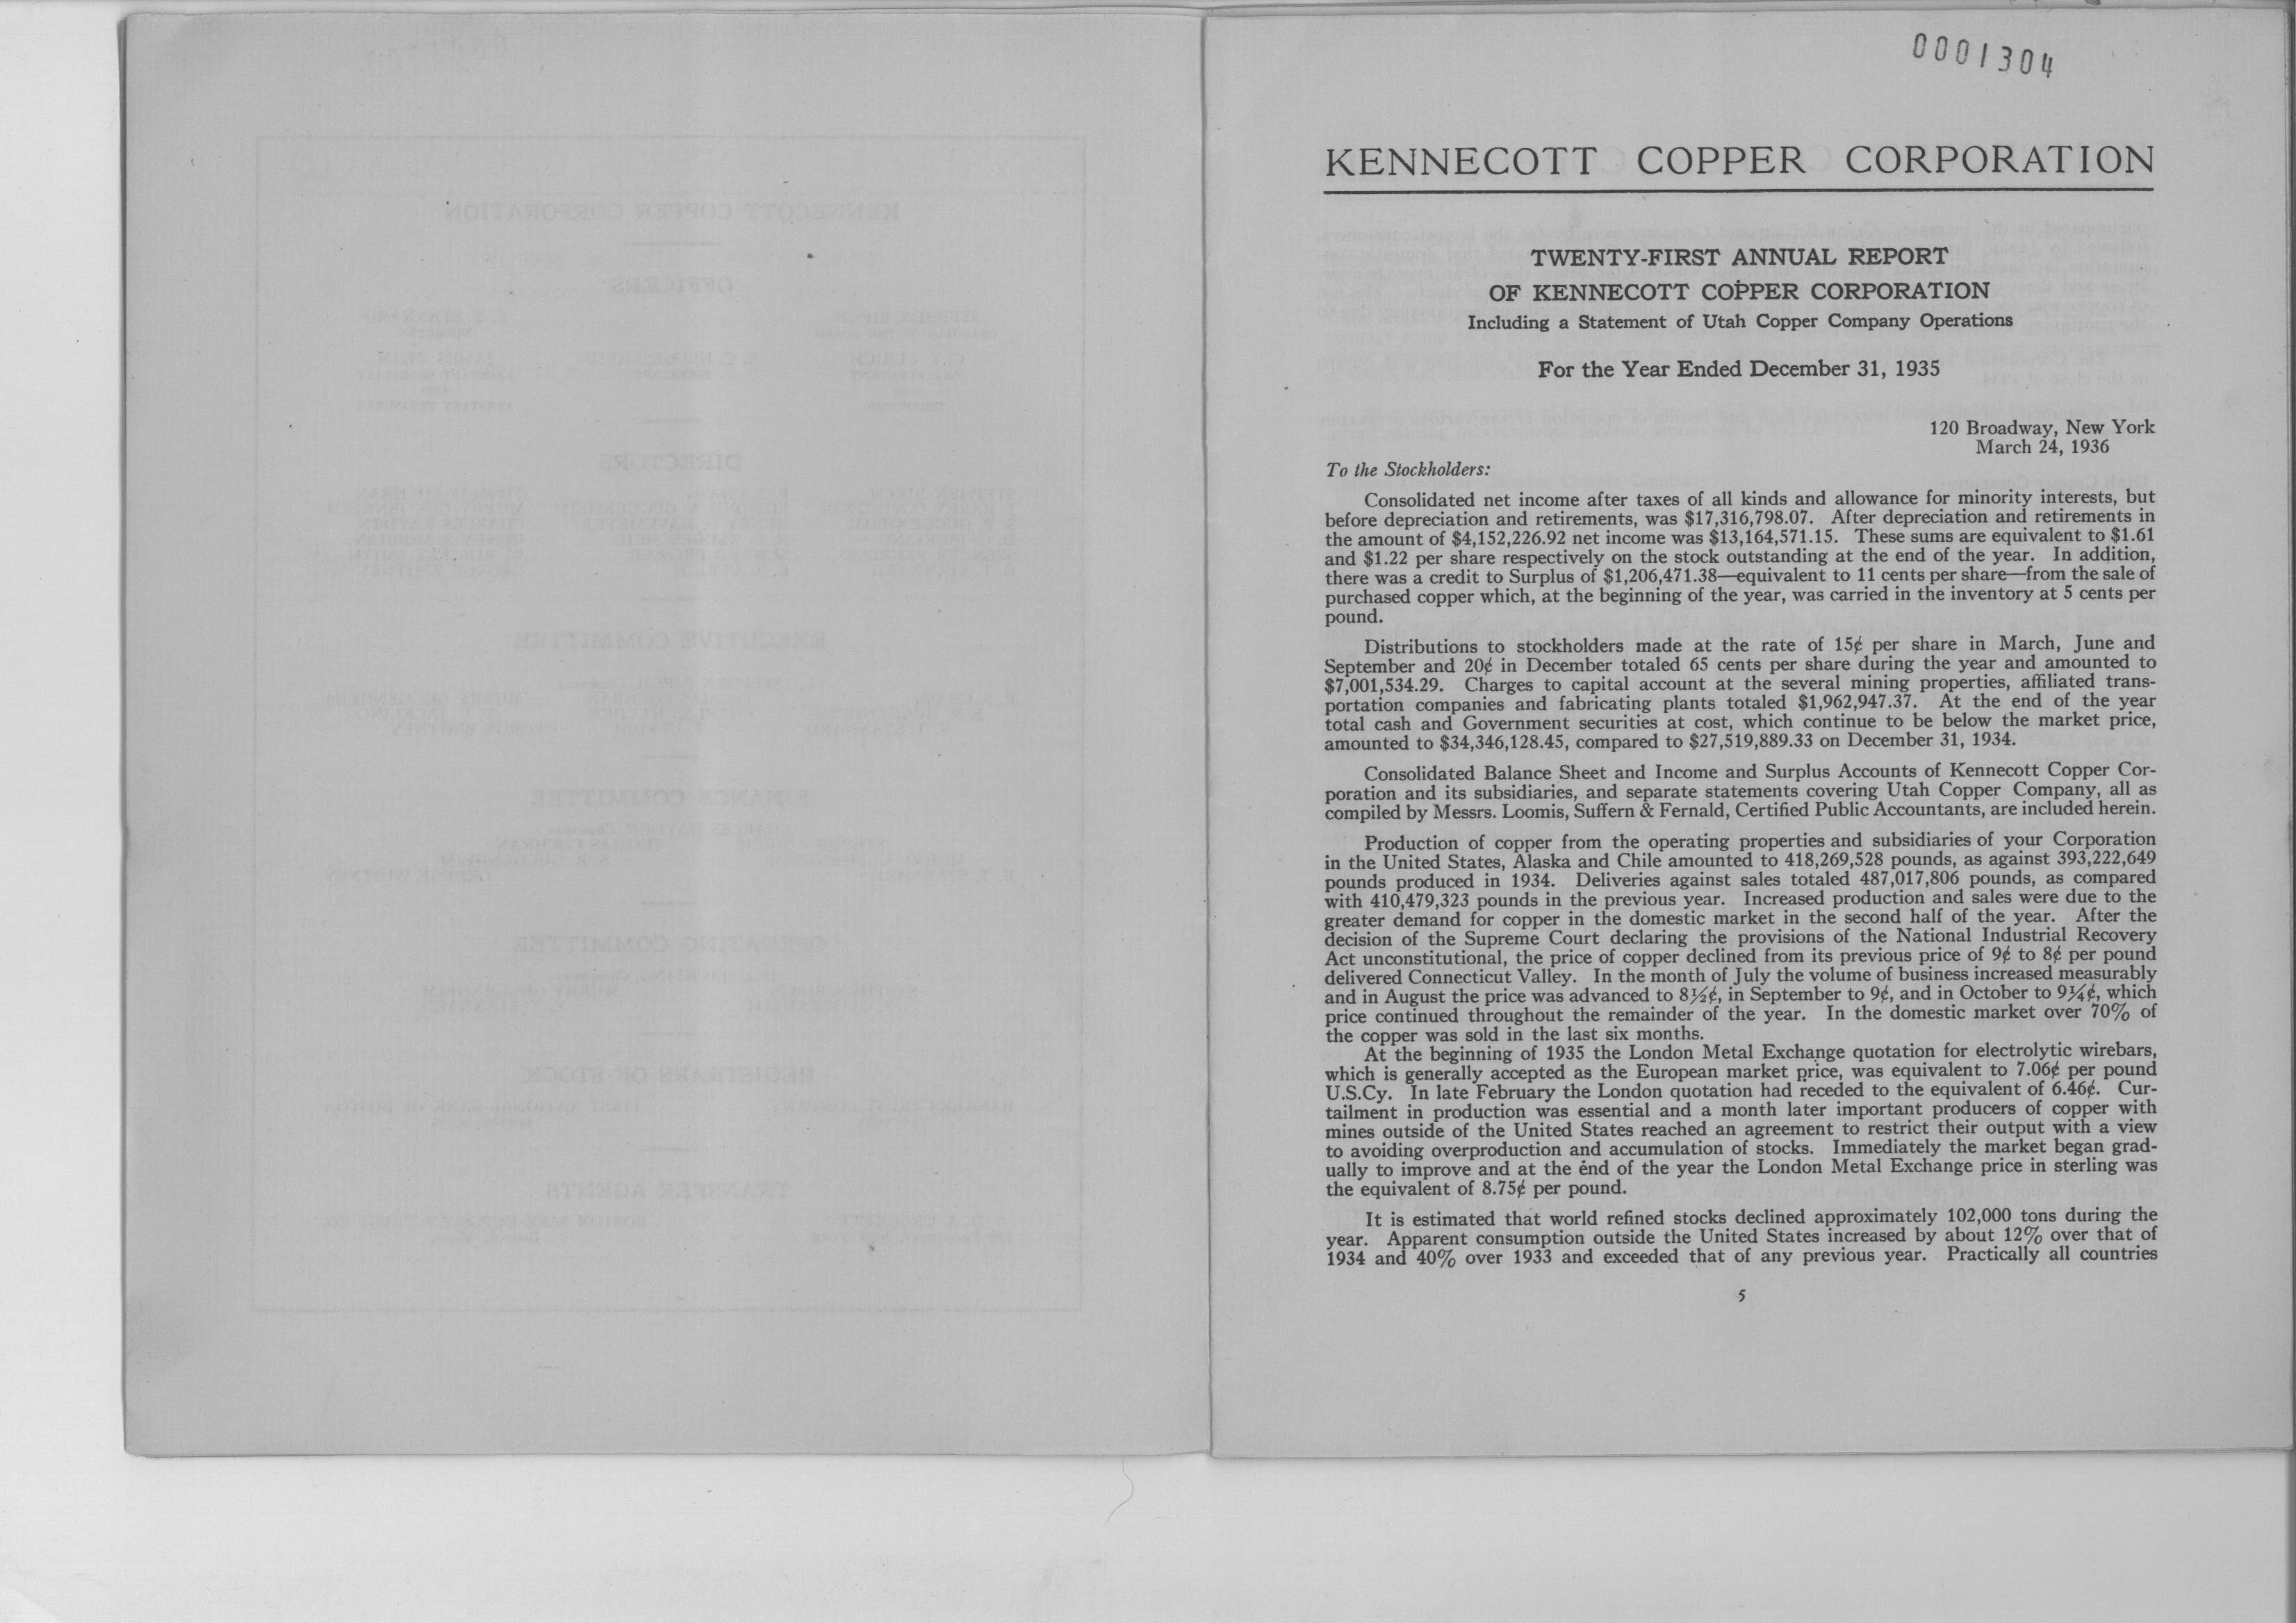 0001304
KENNECOTT COPPER CORPORATION
TWENTY-FIRST ANNUAL REPORT
OF KENNECOTT COPPER CORPORATION
Including a Statement of Utah Copper Company Operations
For the Year Ended December 31, 1935
120 Broadway, New York
March 24, 1936
To the Stockholders:
Consolidated net income after taxes of all kinds and allowance for minority interests, but
before depreciation and retirements, was $17,316,798.07. After depreciation and retirements in
the amount of $4,152,226.92 net income was $13,164,571.15. These sums are equivalent to $1.61
and $1.22 per share respectively on the stock outstanding at the end of the year. In addition,
there was a credit to Surplus of $1,206,471.38—equivalent to 11 cents per share—from the sale of
purchased copper which, at the beginning of the year, was carried in the inventory at 5 cents per
pound.
Distributions to stockholders made at the rate of 15¢ per share in March, June and
September and 20¢ in December totaled 65 cents per share during the year and amounted to
$7,001,534.29. Charges to capital account at the several mining properties, affiliated trans-
portation companies and fabricating plants totaled $1,962,947.37. At the end of the year
total cash and Government securities at cost, which continue to be below the market price,
amounted to $34,346,128.45, compared to $27,519,889.33 on December 31, 1934.
Consolidated Balance Sheet and Income and Surplus Accounts of Kennecott Copper Cor-
poration and its subsidiaries, and separate statements covering Utah Copper Company, all as
compiled by Messrs. Loomis, Suffern & Fernald, Certified Public Accountants, are included herein.
Production of copper from the operating properties and subsidiaries of your Corporation
in the United States, Alaska and Chile amounted to 418,269,528 pounds, as against 393,222,649
pounds produced in 1934. Deliveries against sales totaled 487,017,806 pounds, as compared
with 410,479,323 pounds in the previous year. Increased production and sales were due to the
greater demand for copper in the domestic market in the second half of the year. After the
decision of the Supreme Court declaring the provisions of the National Industrial Recovery
Act unconstitutional, the price of copper declined from its previous price of 9¢ to 8¢ per pound
delivered Connecticut Valley. In the month of July the volume of business increased measurably
and in August the price was advanced to 8½¢, in September to 9¢, and in October to 9¼¢, which
price continued throughout the remainder of the year. In the domestic market over 70% of
the copper was sold in the last six months.
At the beginning of 1935 the London Metal Exchange quotation for electrolytic wirebars,
which is generally accepted as the European market price, was equivalent to 7.06¢ per pound
U.S.Cy. In late February the London quotation had receded to the equivalent of 6.46¢. Cur-
tailment in production was essential and a month later important producers of copper with
mines outside of the United States reached an agreement to restrict their output with a view
to avoiding overproduction and accumulation of stocks. Immediately the market began grad-
ually to improve and at the end of the year the London Metal Exchange price in sterling was
the equivalent of 8.75¢ per pound.
It is estimated that world refined stocks declined approximately 102,000 tons during the
year. Apparent consumption outside the United States increased by about 12% over that of
1934 and 40% over 1933 and exceeded that of any previous year. Practically all countries
5